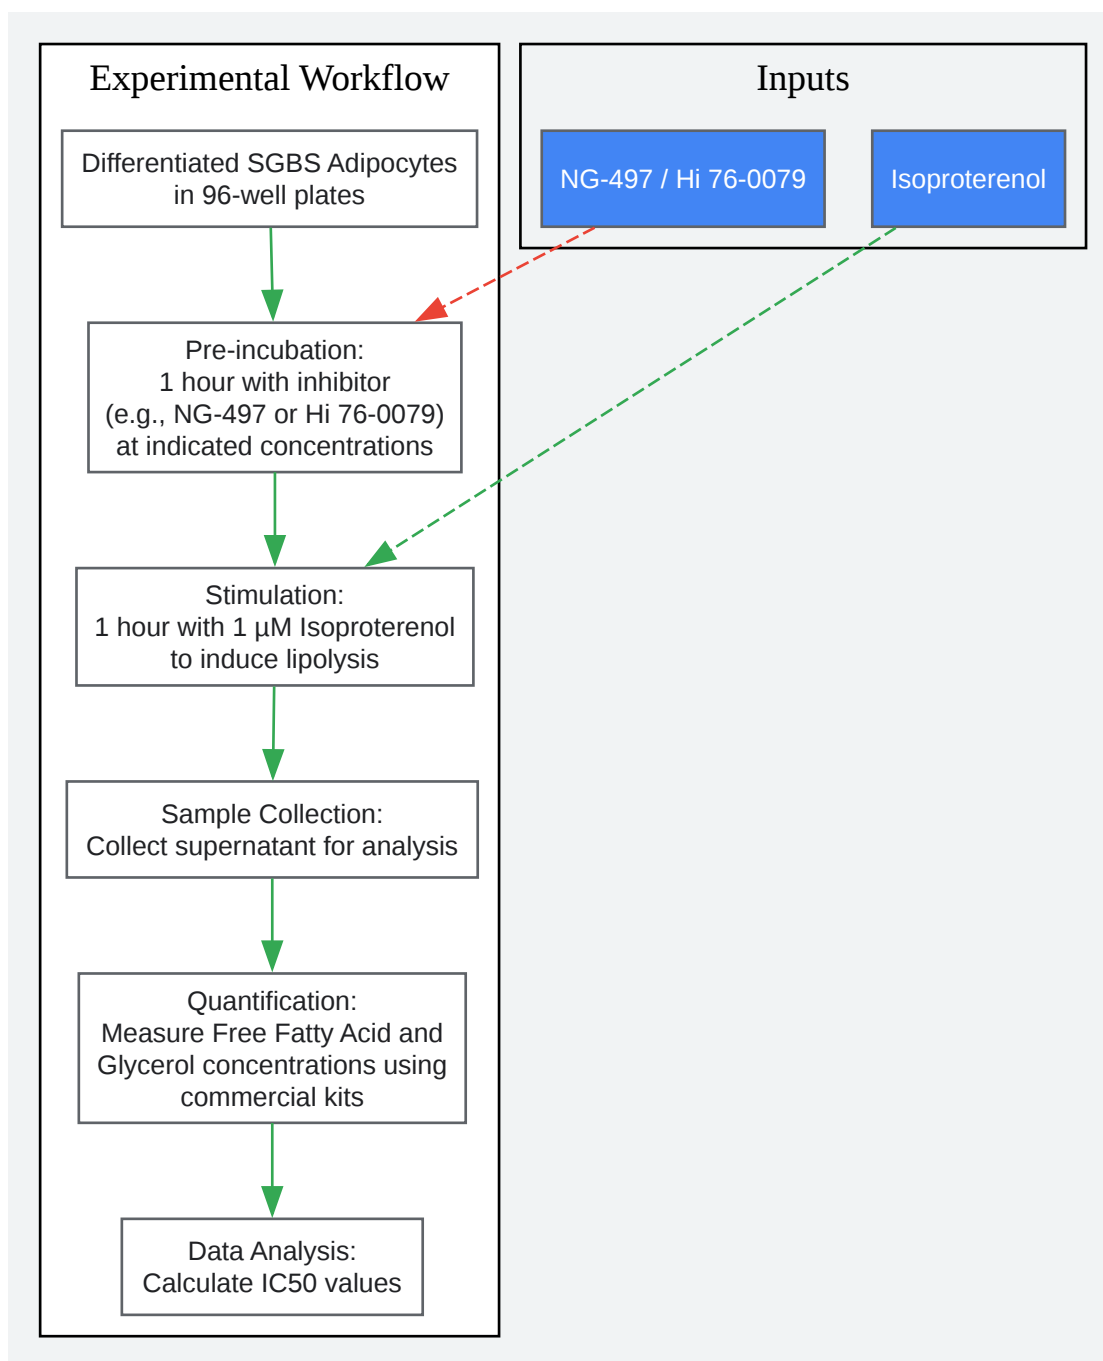 Experimental Workflow
Differentiated SGBS Adipocytes
in 96-well plates
Pre-incubation:
1 hour with inhibitor
(e.g., NG-497 or Hi 76-0079)
at indicated concentrations
Stimulation:
1 hour with 1 µM Isoproterenol
to induce lipolysis
Sample Collection:
Collect supernatant for analysis
Quantification:
Measure Free Fatty Acid and
Glycerol concentrations using
commercial kits
Data Analysis:
Calculate IC50 values
Inputs
NG-497 / Hi 76-0079
Isoproterenol